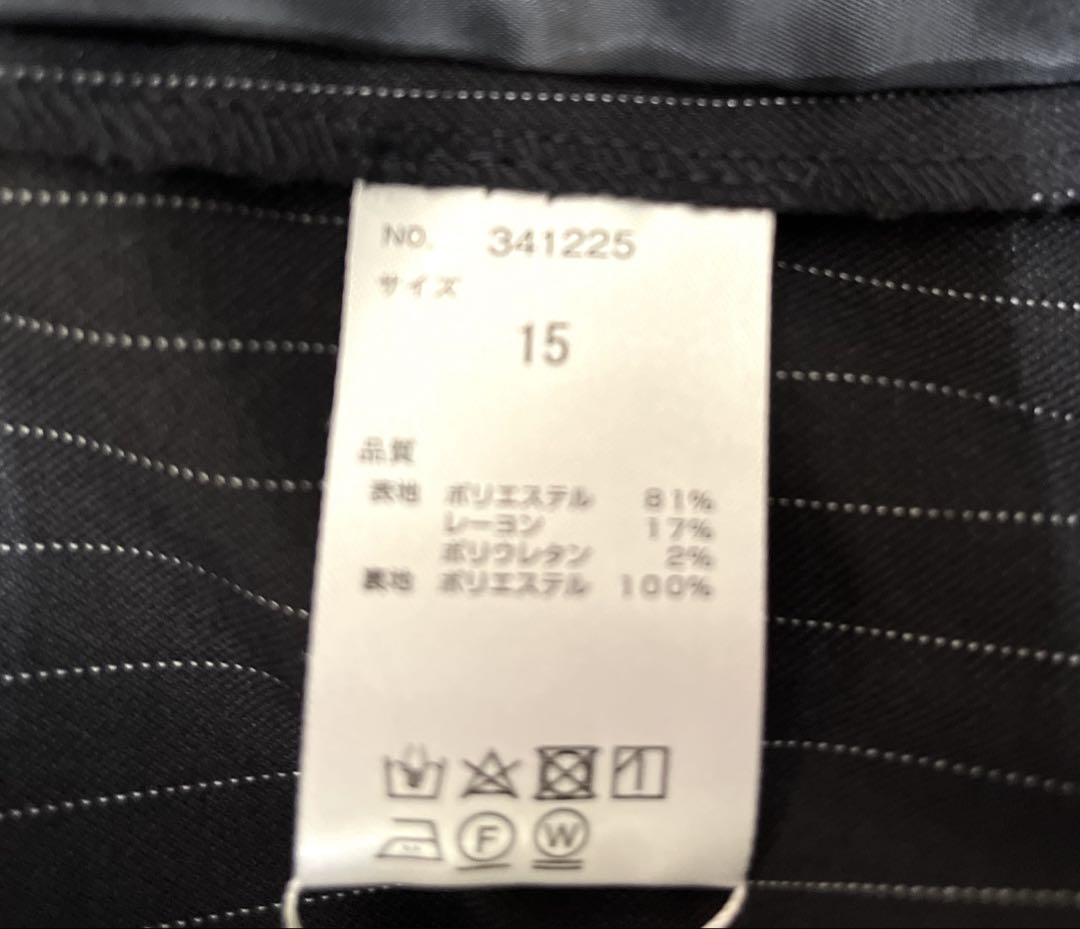 NO. 341225
サイズ
15
品質
表地 ポリエステル 81%
レーヨン 17%
ポリウレタン 2%
裏地 ポリエステル 100%
F W